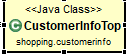 <<Java Class>>
CustomerInfoTop
shopping.customerinfo